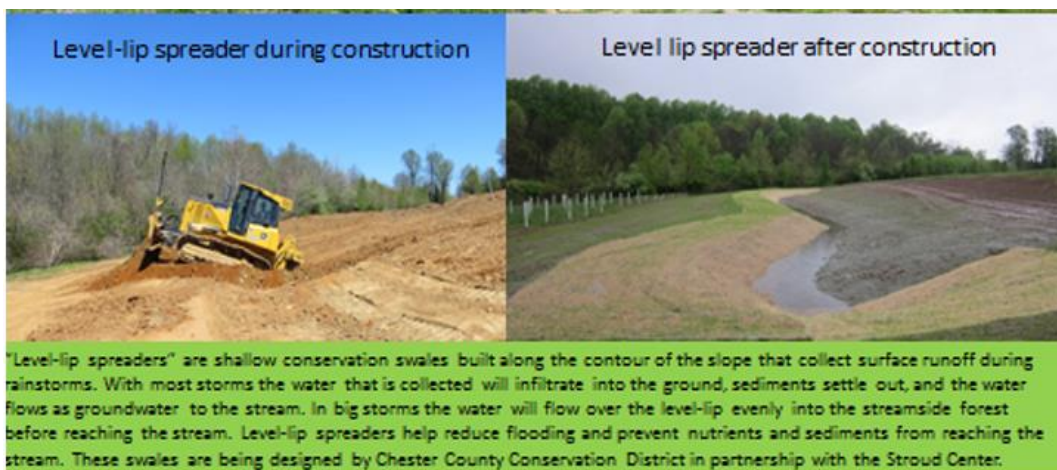 Level-lip spreader during construction
Level lip spreader after construction
"Level-lip spreaders" are shallow conservation swales built along the contour of the slope that collect surface runoff during
rainstorms. With most storms the water that is collected will infiltrate into the ground, sediments settle out, and the water
flows as groundwater to the stream. In big storms the water will flow over the level-lip evenly into the streamside forest
before reaching the stream. Level-lip spreaders help reduce flooding and prevent nutrients and sediments from reaching the
stream. These swales are being designed by Chester County Conservation District in partnership with the Stroud Center.